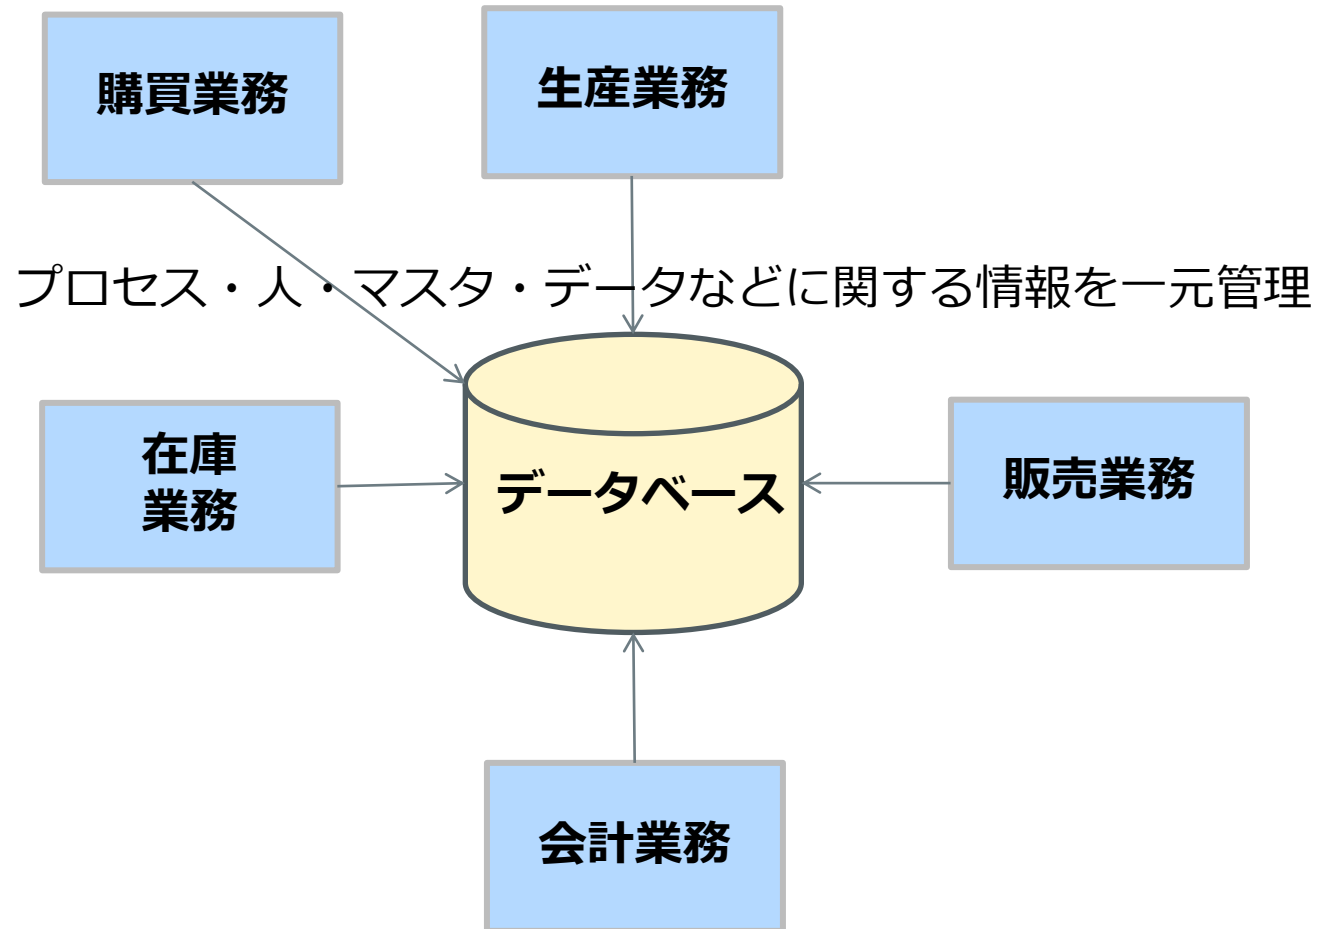 購買業務
生産業務
プロセス・人・マスタ・データなどに関する情報を一元管理
在庫
業務
データベース
販売業務
会計業務